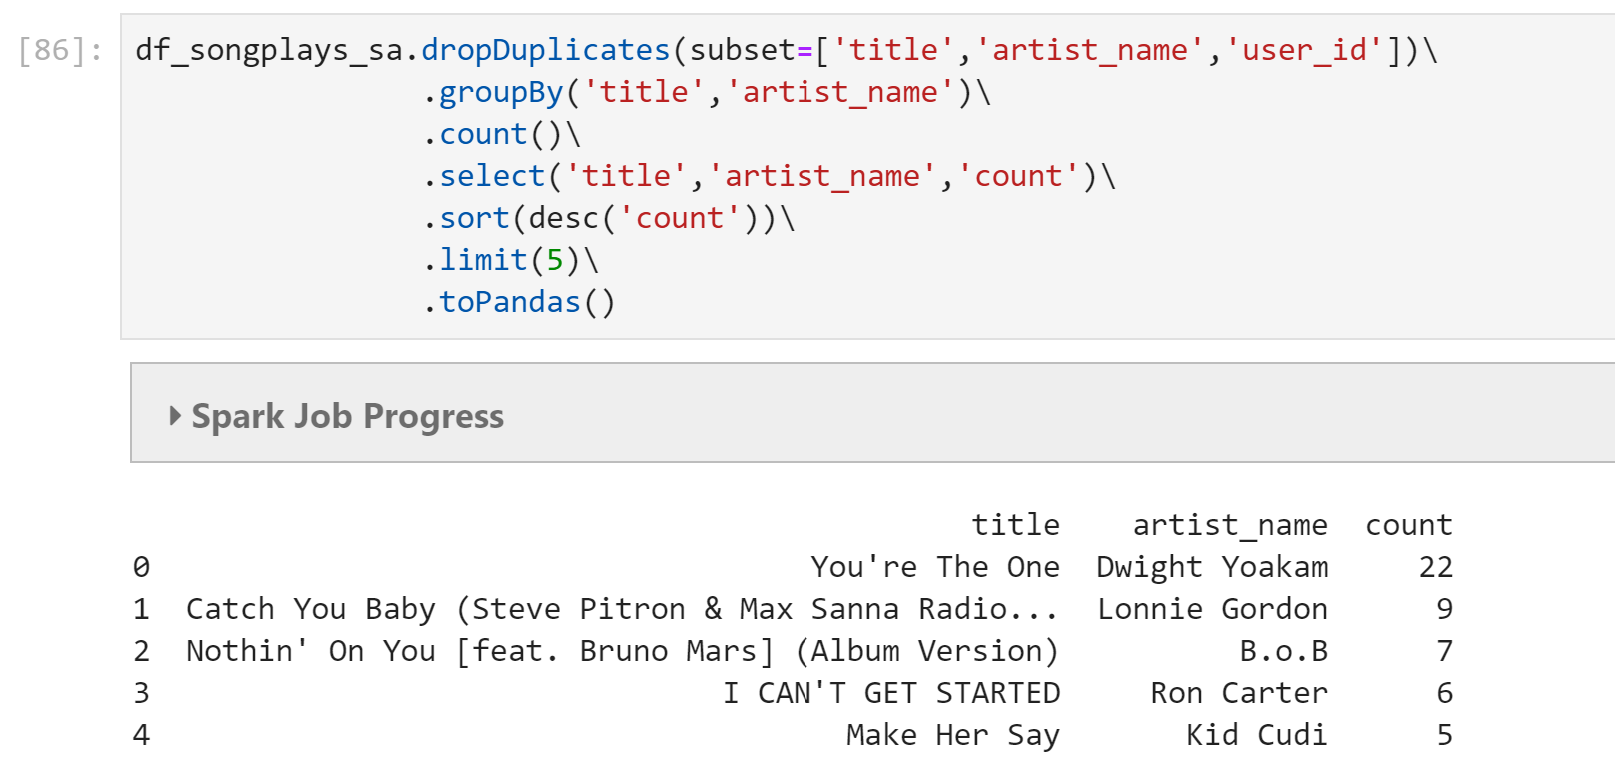 [86]: df_songplays_sa.dropDuplicates(subset=['title','artist_name','user_id'])\
.groupBy('title','artist_name')\
.count()\
.select('title','artist_name','count')\
.sort(desc('count'))\
.limit(5)\
.toPandas()
Spark Job Progress
title artist_name count
0 You're The One Dwight Yoakam 22
1 Catch You Baby (Steve Pitron & Max Sanna Radio... Lonnie Gordon 9
2 Nothin' On You [feat. Bruno Mars] (Album Version) B.o.B 7
3 I CAN'T GET STARTED Ron Carter 6
4 Make Her Say Kid Cudi 5